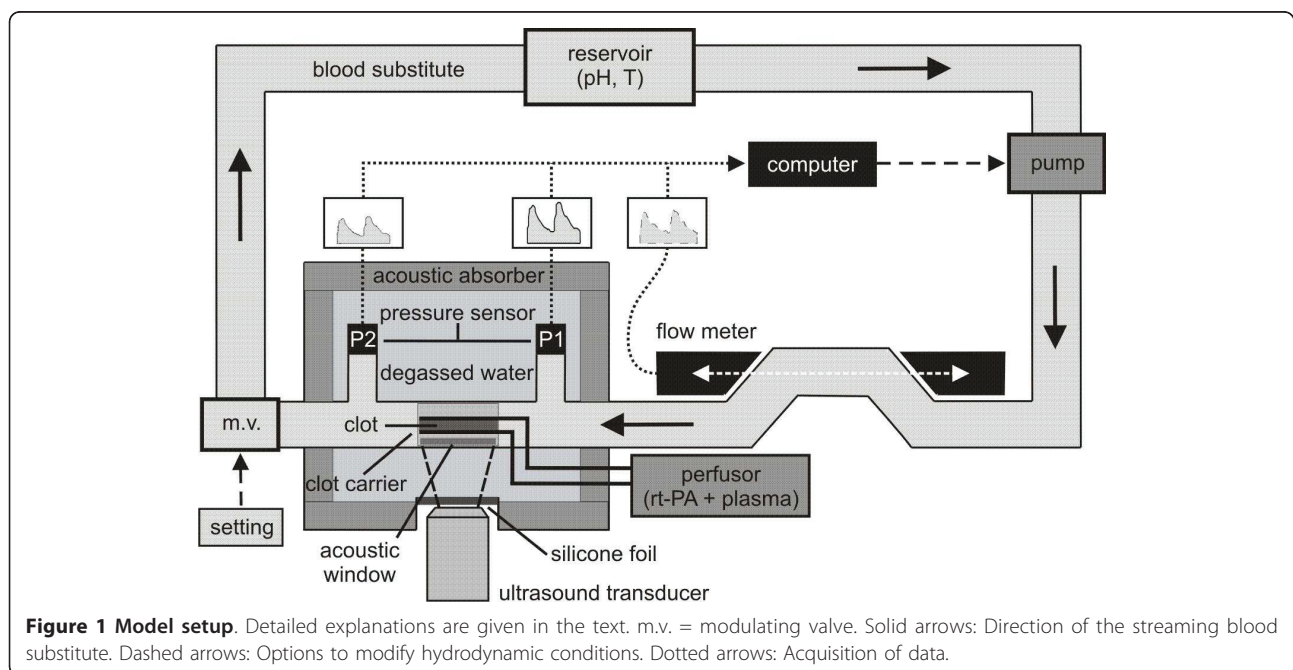 reservoir
(pH, T)
blood substitute
computer
pump
acoustic absorber
pressure sensor
P2
P1
flow meter
degassed water
m.v.
clot
clot carrier
perfusor
(rt-PA + plasma)
setting
acoustic
window
silicone foil
ultrasound transducer
Figure 1 Model setup. Detailed explanations are given in the text. m.v. = modulating valve. Solid arrows: Direction of the streaming blood
substitute. Dashed arrows: Options to modify hydrodynamic conditions. Dotted arrows: Acquisition of data.